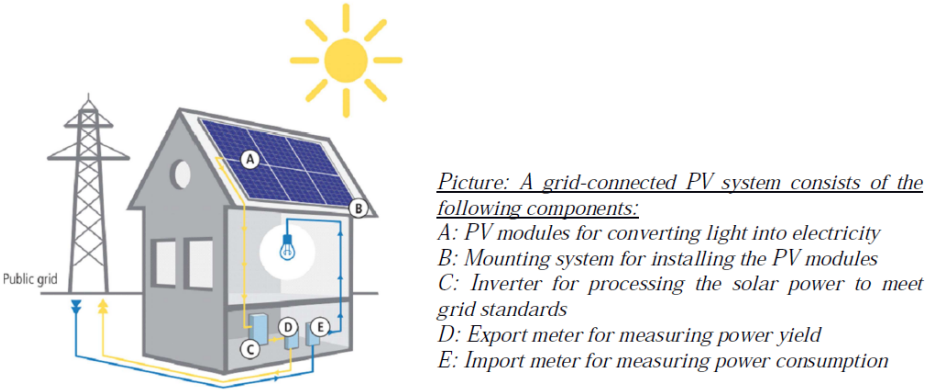 A
B
Public grid
C
D
E
Picture: A grid-connected PV system consists of the
following components:
A: PV modules for converting light into electricity
B: Mounting system for installing the PV modules
C: Inverter for processing the solar power to meet
grid standards
D: Export meter for measuring power yield
E: Import meter for measuring power consumption